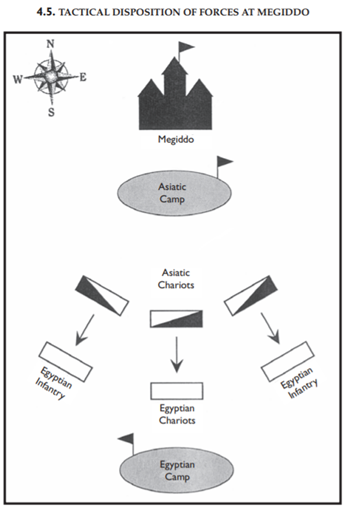 4.5. TACTICAL DISPOSITION OF FORCES AT MEGIDDO
N
W
E
S
Megiddo
Asiatic
Camp
Asiatic
Chariots
Egyptian
Infantry
Egyptian
Infantry
Egyptian
Chariots
Egyptian
Camp